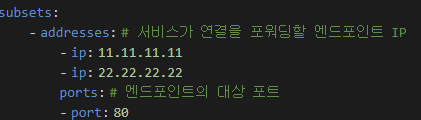 subsets:
- addresses: # 서비스가 연결을 포워딩할 엔드포인트 IP
- ip: 11.11.11.11
- ip: 22.22.22.22
ports: # 엔드포인트의 대상 포트
- port: 80